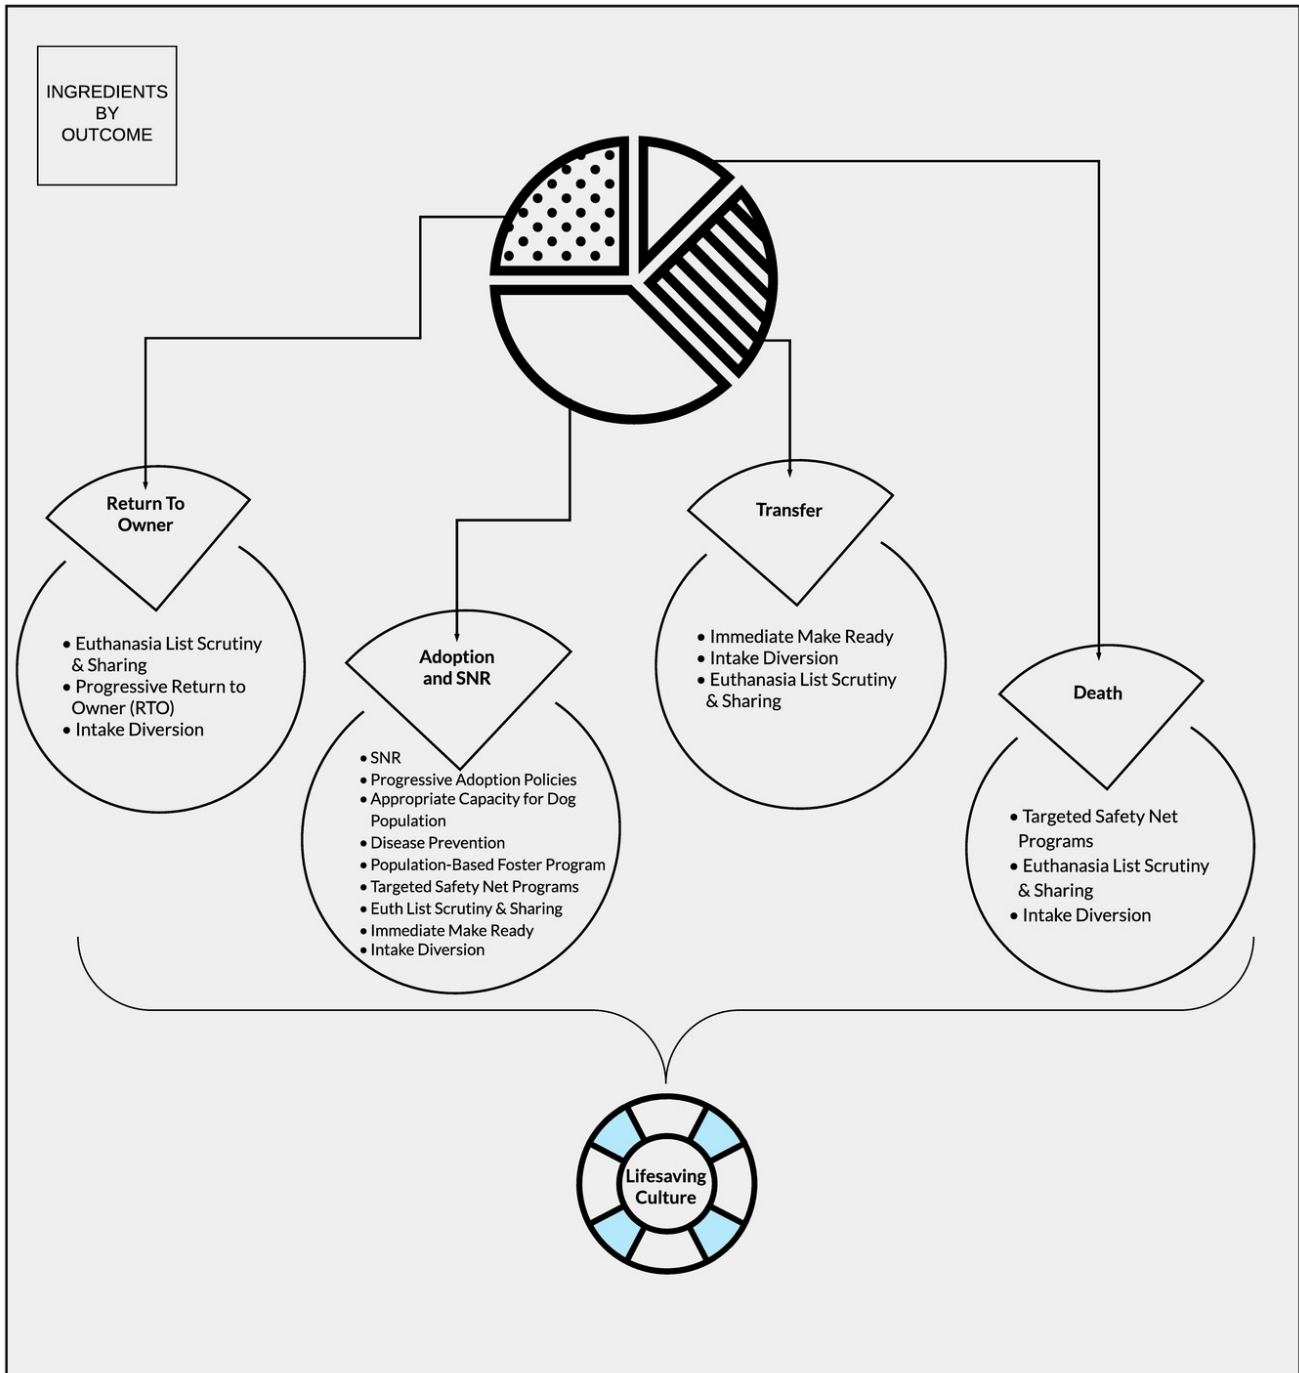 INGREDIENTS
BY
OUTCOME
Return To
Owner
• Euthanasia List Scrutiny
& Sharing
• Progressive Return to
Owner (RTO)
• Intake Diversion
Adoption
and SNR
• SNR
• Progressive Adoption Policies
• Appropriate Capacity for Dog
Population
• Disease Prevention
• Population-Based Foster Program
• Targeted Safety Net Programs
• Euth List Scrutiny & Sharing
• Immediate Make Ready
• Intake Diversion
Transfer
• Immediate Make Ready
• Intake Diversion
• Euthanasia List Scrutiny
& Sharing
Death
• Targeted Safety Net
Programs
• Euthanasia List Scrutiny
& Sharing
• Intake Diversion
Lifesaving
Culture